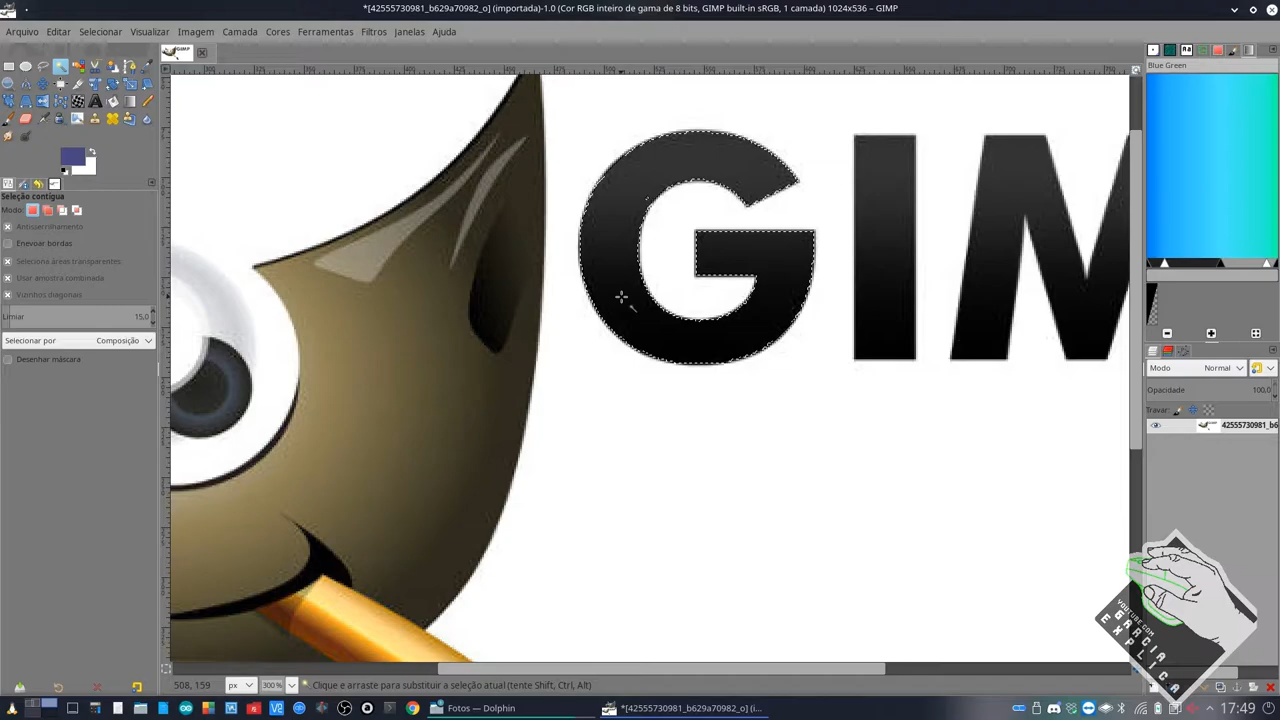 *[42555730981_b629a70982_o] (importada)-1.0 (Cor RGB inteiro de gama de 8 bits, GIMP built-in sRGB, 1 camada) 1024x536 – GIMP
Arquivo Editar Selecionar Visualizar Imagem Camada Cores Ferramentas Filtros Janelas Ajuda
Blue Green
GIM
Seleção contígua
Modo:
Antisserrilhamento
Enevoar bordas
Seleciona áreas transparentes
Usar amostra combinada
Vizinhos diagonais
Limiar 15,0
Selecionar por Composição
Desenhar máscara
Modo Normal
Opacidade 100,0
Travar:
42555730981_b6
YOUTUBE.COM
EGARCIA
EXPLICA
508, 159 px 300 % Clique e arraste para substituir a seleção atual (tente Shift, Ctrl, Alt)
Fotos — Dolphin
*[42555730981_b629a70982_o] (i...
17:49